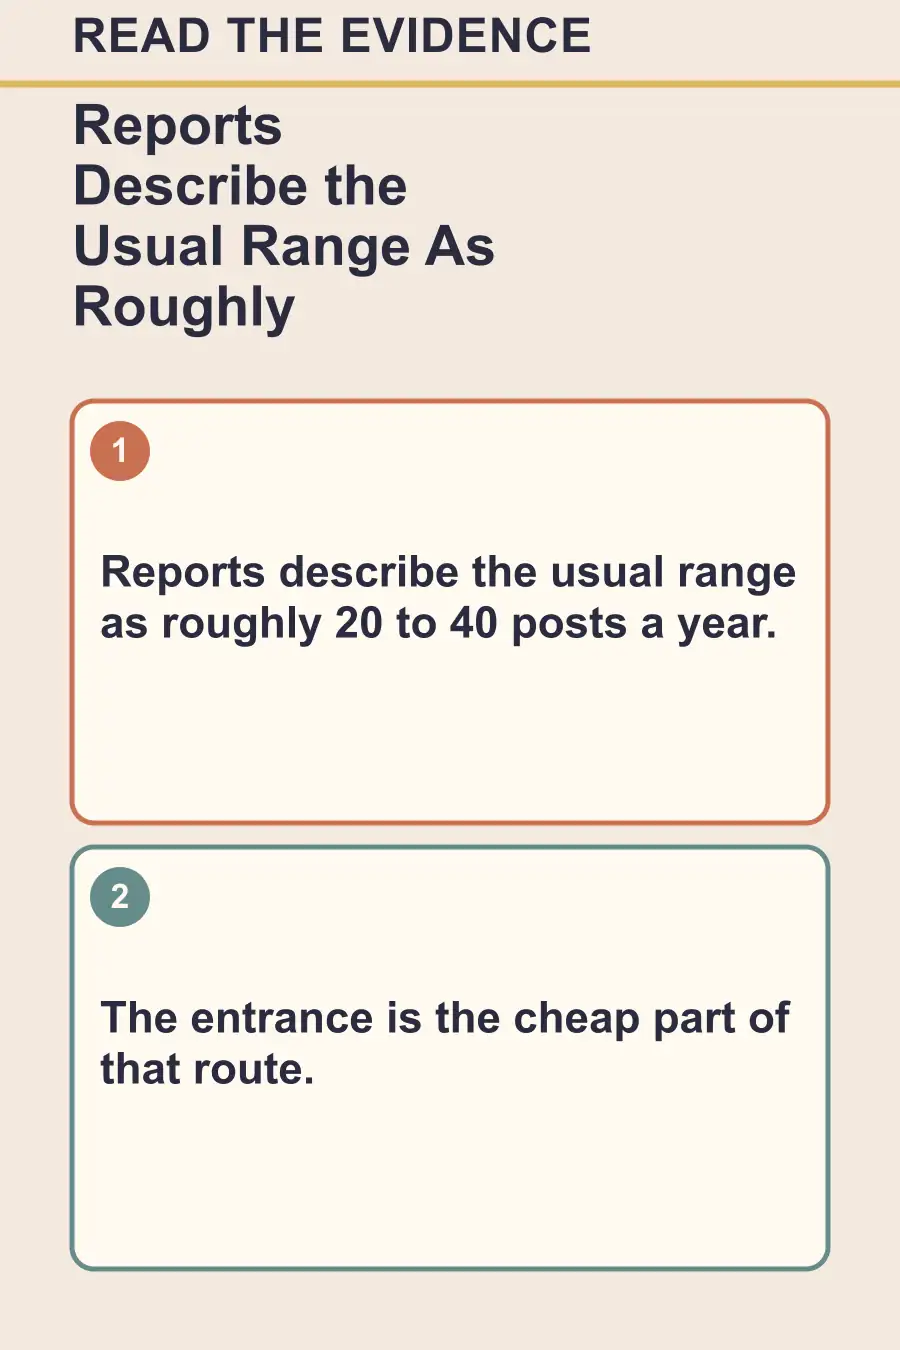 READ THE EVIDENCE
Reports
Describe the
Usual Range As
Roughly
1
Reports describe the usual range
as roughly 20 to 40 posts a year.
2
The entrance is the cheap part of
that route.